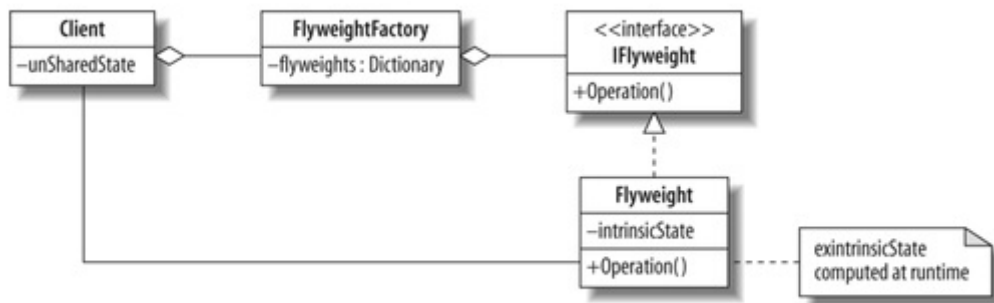 Client
–unSharedState
FlyweightFactory
–flyweights : Dictionary
<<interface>>
IFlyweight
+Operation()
Flyweight
–intrinsicState
+Operation()
exintrinsicState
computed at runtime